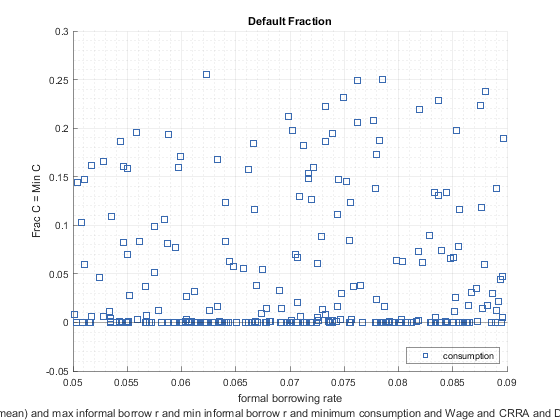 Default Fraction
0.3
0.25
0.2
0.15
0.1
0.05
0
-0.05
Frac C = Min C
consumption
0.05 0.055 0.06 0.065 0.07 0.075 0.08 0.085 0.09
formal borrowing rate
mean) and max informal borrow r and min informal borrow r and minimum consumption and Wage and CRRA and D